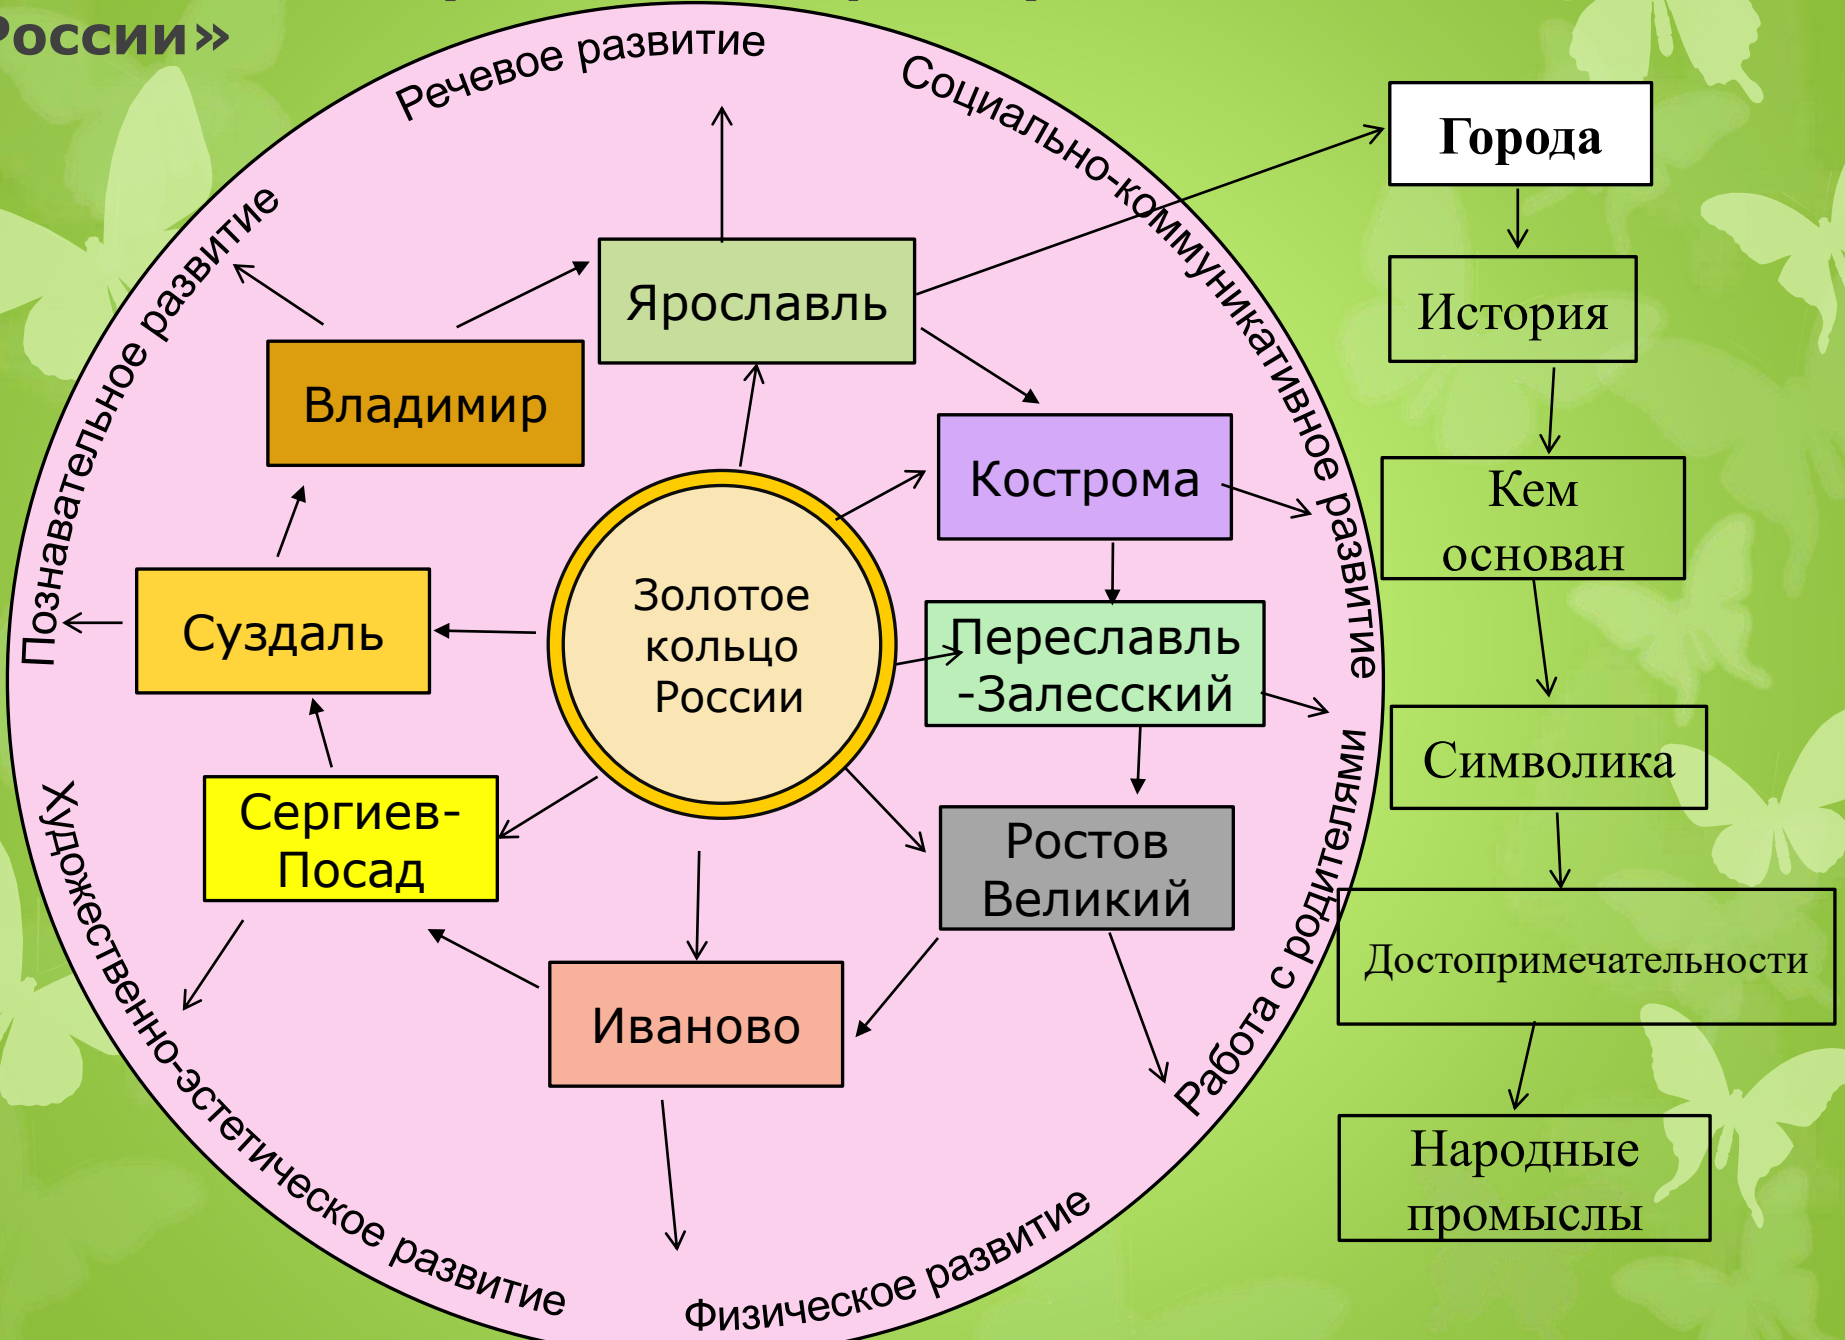 России»
Речевое развитие
Социально-коммуникативное развитие
Познавательное развитие
Художественно-эстетическое развитие
Физическое развитие
Работа с родителями
Ярославль
Владимир
Кострома
Суздаль
Золотое
кольцо
России
Переславль
-Залесский
Сергиев-
Посад
Ростов
Великий
Иваново
Города
История
Кем
основан
Символика
Достопримечательности
Народные
промыслы